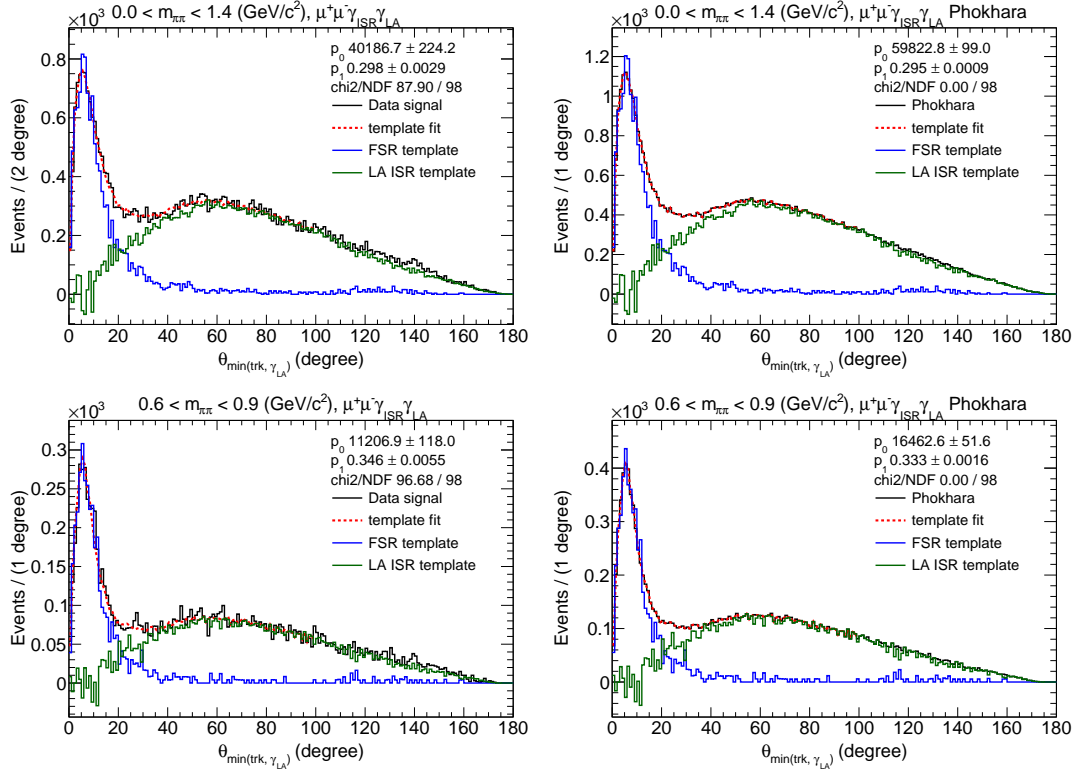 ×10³ 0.0 < m_ππ < 1.4 (GeV/c²), μ⁺μ⁻γ_ISR γ_LA
p₀ 40186.7 ± 224.2
p₁ 0.298 ± 0.0029
chi2/NDF 87.90 / 98
Data signal
template fit
FSR template
LA ISR template
Events / (2 degree)
0.8
0.6
0.4
0.2
0
0 20 40 60 80 100 120 140 160 180
θ_min(trk, γ_LA) (degree)
×10³ 0.0 < m_ππ < 1.4 (GeV/c²), μ⁺μ⁻γ_ISR γ_LA Phokhara
p₀ 59822.8 ± 99.0
p₁ 0.295 ± 0.0009
chi2/NDF 0.00 / 98
Phokhara
template fit
FSR template
LA ISR template
Events / (1 degree)
1.2
1
0.8
0.6
0.4
0.2
0
0 20 40 60 80 100 120 140 160 180
θ_min(trk, γ_LA) (degree)
×10³ 0.6 < m_ππ < 0.9 (GeV/c²), μ⁺μ⁻γ_ISR γ_LA
p₀ 11206.9 ± 118.0
p₁ 0.346 ± 0.0055
chi2/NDF 96.68 / 98
Data signal
template fit
FSR template
LA ISR template
Events / (1 degree)
0.3
0.25
0.2
0.15
0.1
0.05
0
0 20 40 60 80 100 120 140 160 180
θ_min(trk, γ_LA) (degree)
×10³ 0.6 < m_ππ < 0.9 (GeV/c²), μ⁺μ⁻γ_ISR γ_LA Phokhara
p₀ 16462.6 ± 51.6
p₁ 0.333 ± 0.0016
chi2/NDF 0.00 / 98
Phokhara
template fit
FSR template
LA ISR template
Events / (1 degree)
0.4
0.3
0.2
0.1
0
0 20 40 60 80 100 120 140 160 180
θ_min(trk, γ_LA) (degree)